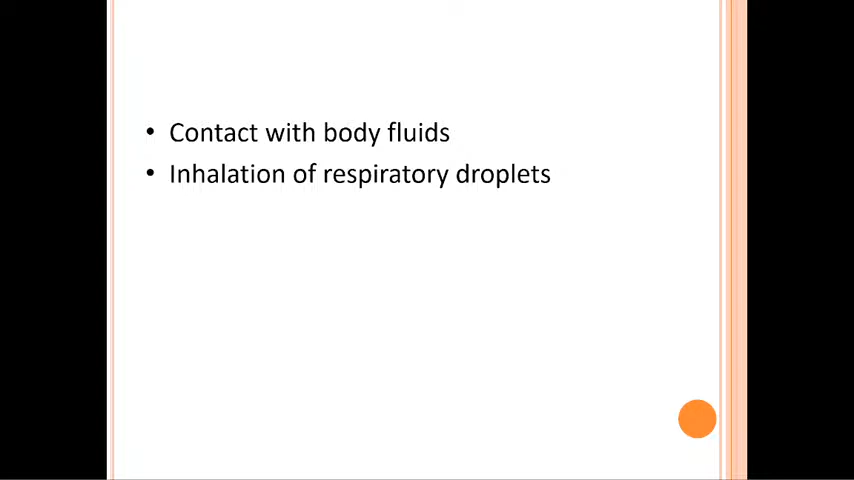 • Contact with body fluids
• Inhalation of respiratory droplets